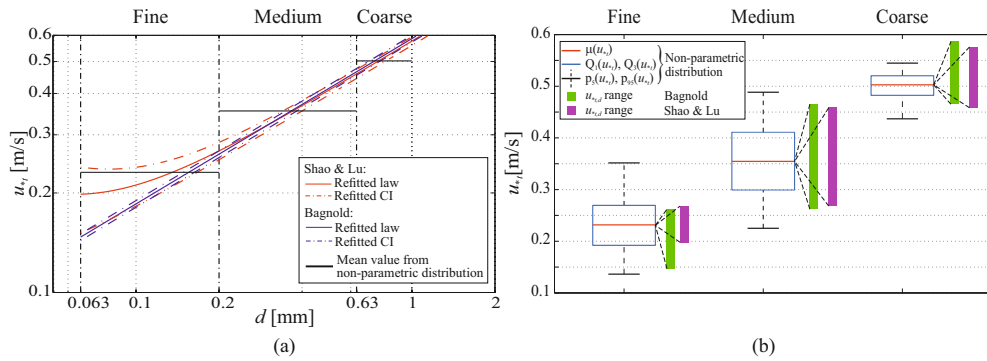 Fine Medium Coarse
(a)
0.6
0.5
0.4
0.3
0.2
0.1
u*t [m/s]
Shao & Lu:
Refitted law
Refitted CI
Bagnold:
Refitted law
Refitted CI
Mean value from
non-parametric distribution
0.063 0.1 0.2 0.63 1 2
d [mm]
(a)
Fine Medium Coarse
(b)
0.6
0.5
0.4
0.3
0.2
0.1
u*t [m/s]
μ(u*t)
Q1(u*t), Q3(u*t)
p5(u*t), p95(u*t)
Non-parametric
distribution
u*t,d range Bagnold
u*t,d range Shao & Lu
Fine Medium Coarse
(b)